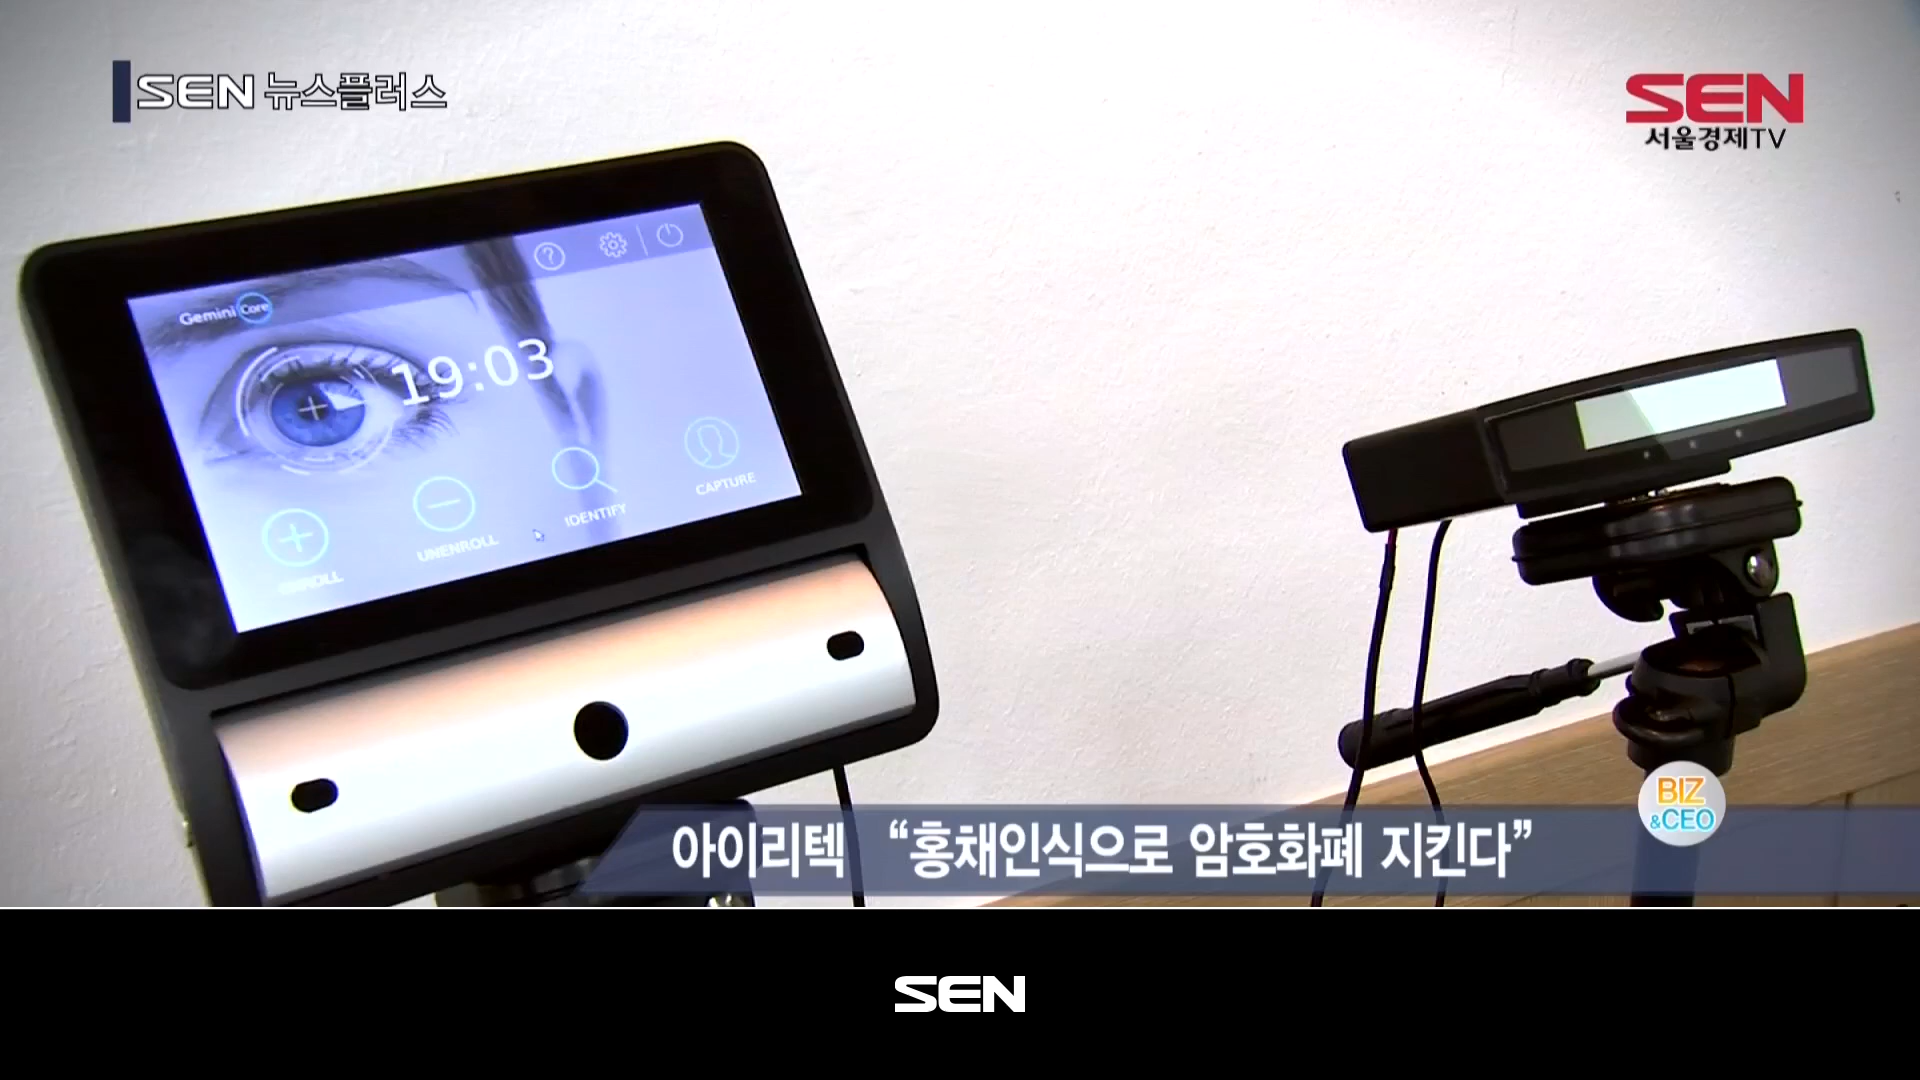 SEN 뉴스플러스
SEN
서울경제TV
Gemini Core
19:03
ENROLL
UNENROLL
IDENTIFY
CAPTURE
BIZ
&CEO
아이리텍 “홍채인식으로 암호화폐 지킨다”
SEN